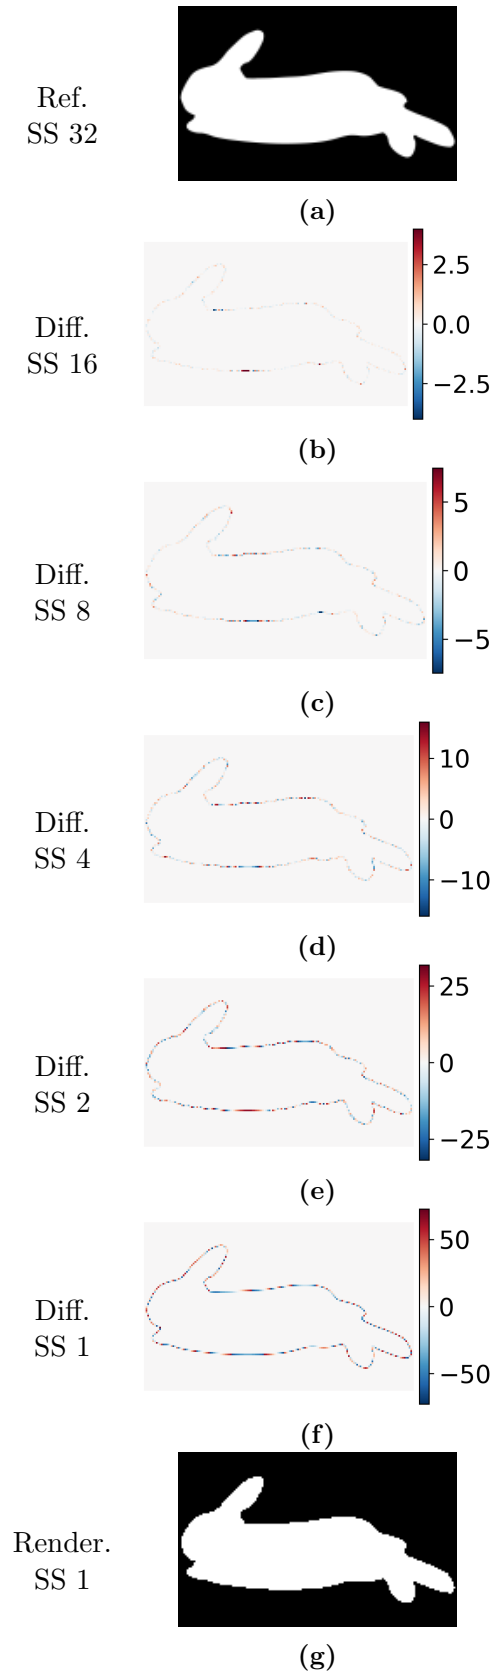 Ref.
SS 32
(a)
Diff.
SS 16
2.5
0.0
−2.5
(b)
Diff.
SS 8
5
0
−5
(c)
Diff.
SS 4
10
0
−10
(d)
Diff.
SS 2
25
0
−25
(e)
Diff.
SS 1
50
0
−50
(f)
Render.
SS 1
(g)